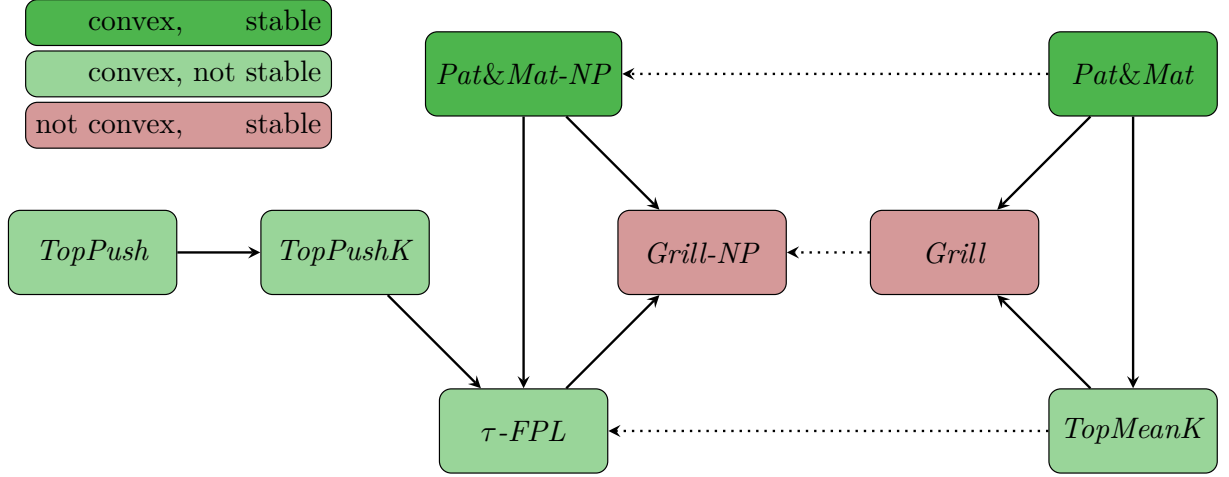 convex, stable
convex, not stable
not convex, stable
Pat&Mat-NP
Pat&Mat
TopPush
TopPushK
Grill-NP
Grill
τ-FPL
TopMeanK